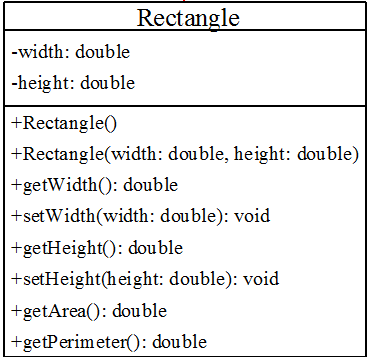 Rectangle
-width: double
-height: double
+Rectangle()
+Rectangle(width: double, height: double)
+getWidth(): double
+setWidth(width: double): void
+getHeight(): double
+setHeight(height: double): void
+getArea(): double
+getPerimeter(): double